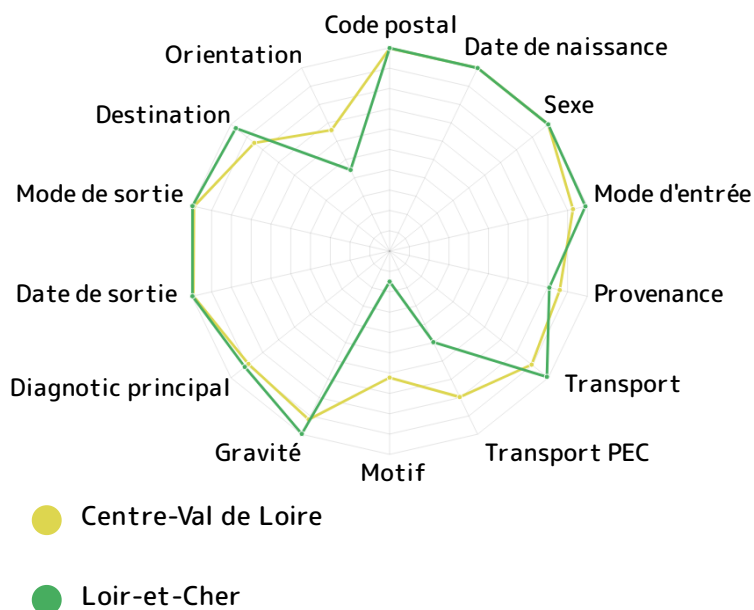 Code postal
Date de naissance
Orientation
Sexe
Destination
Mode d'entrée
Mode de sortie
Provenance
Date de sortie
Transport
Diagnotic principal
Transport PEC
Gravité
Motif
Centre-Val de Loire
Loir-et-Cher